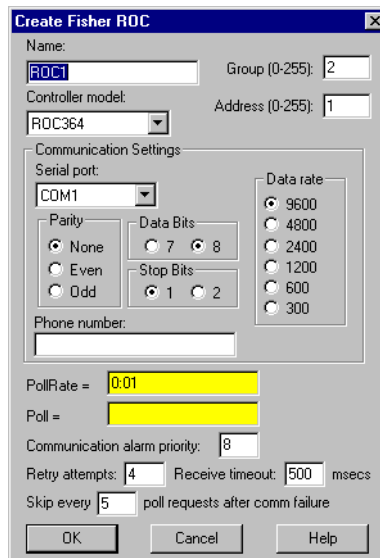 Create Fisher ROC
Name:
ROC1
Group (0-255): 2
Controller model:
Address (0-255): 1
ROC364
Communication Settings
Serial port:
COM1
Data rate
9600
4800
2400
1200
600
300
Parity
None
Even
Odd
Data Bits
7 8
Stop Bits
1 2
Phone number:
PollRate = 0:01
Poll =
Communication alarm priority: 8
Retry attempts: 4 Receive timeout: 500 msecs
Skip every 5 poll requests after comm failure
OK Cancel Help